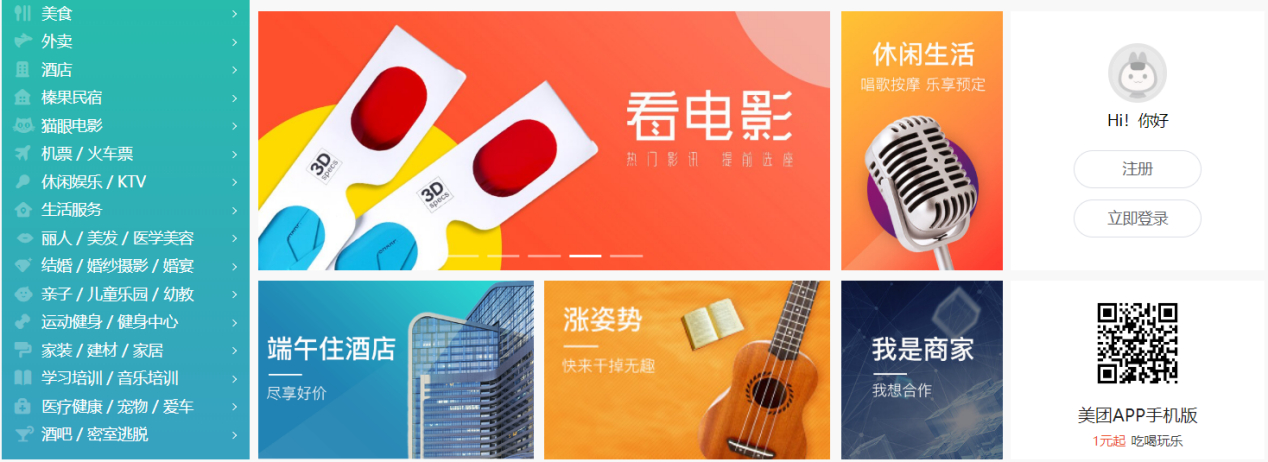 美食
外卖
酒店
榛果民宿
猫眼电影
机票 / 火车票
休闲娱乐 / KTV
生活服务
丽人 / 美发 / 医学美容
结婚 / 婚纱摄影 / 婚宴
亲子 / 儿童乐园 / 幼教
运动健身 / 健身中心
家装 / 建材 / 家居
学习培训 / 音乐培训
医疗健康 / 宠物 / 爱车
酒吧 / 密室逃脱
3D
specs
3D
specs
看电影
热门影讯 提前选座
休闲生活
唱歌按摩 乐享预定
Hi！你好
注册
立即登录
端午住酒店
尽享好价
涨姿势
快来干掉无趣
我是商家
我想合作
美团APP手机版
1元起 吃喝玩乐